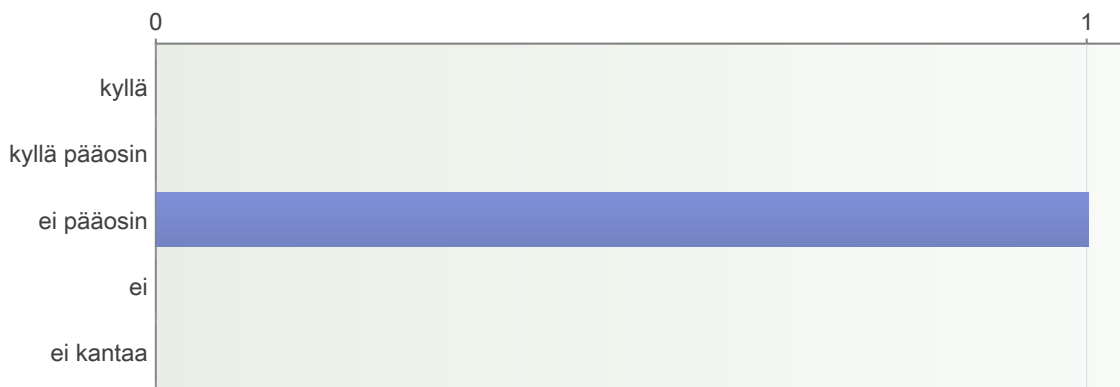 0 1
kyllä
kyllä pääosin
ei pääosin
ei
ei kantaa